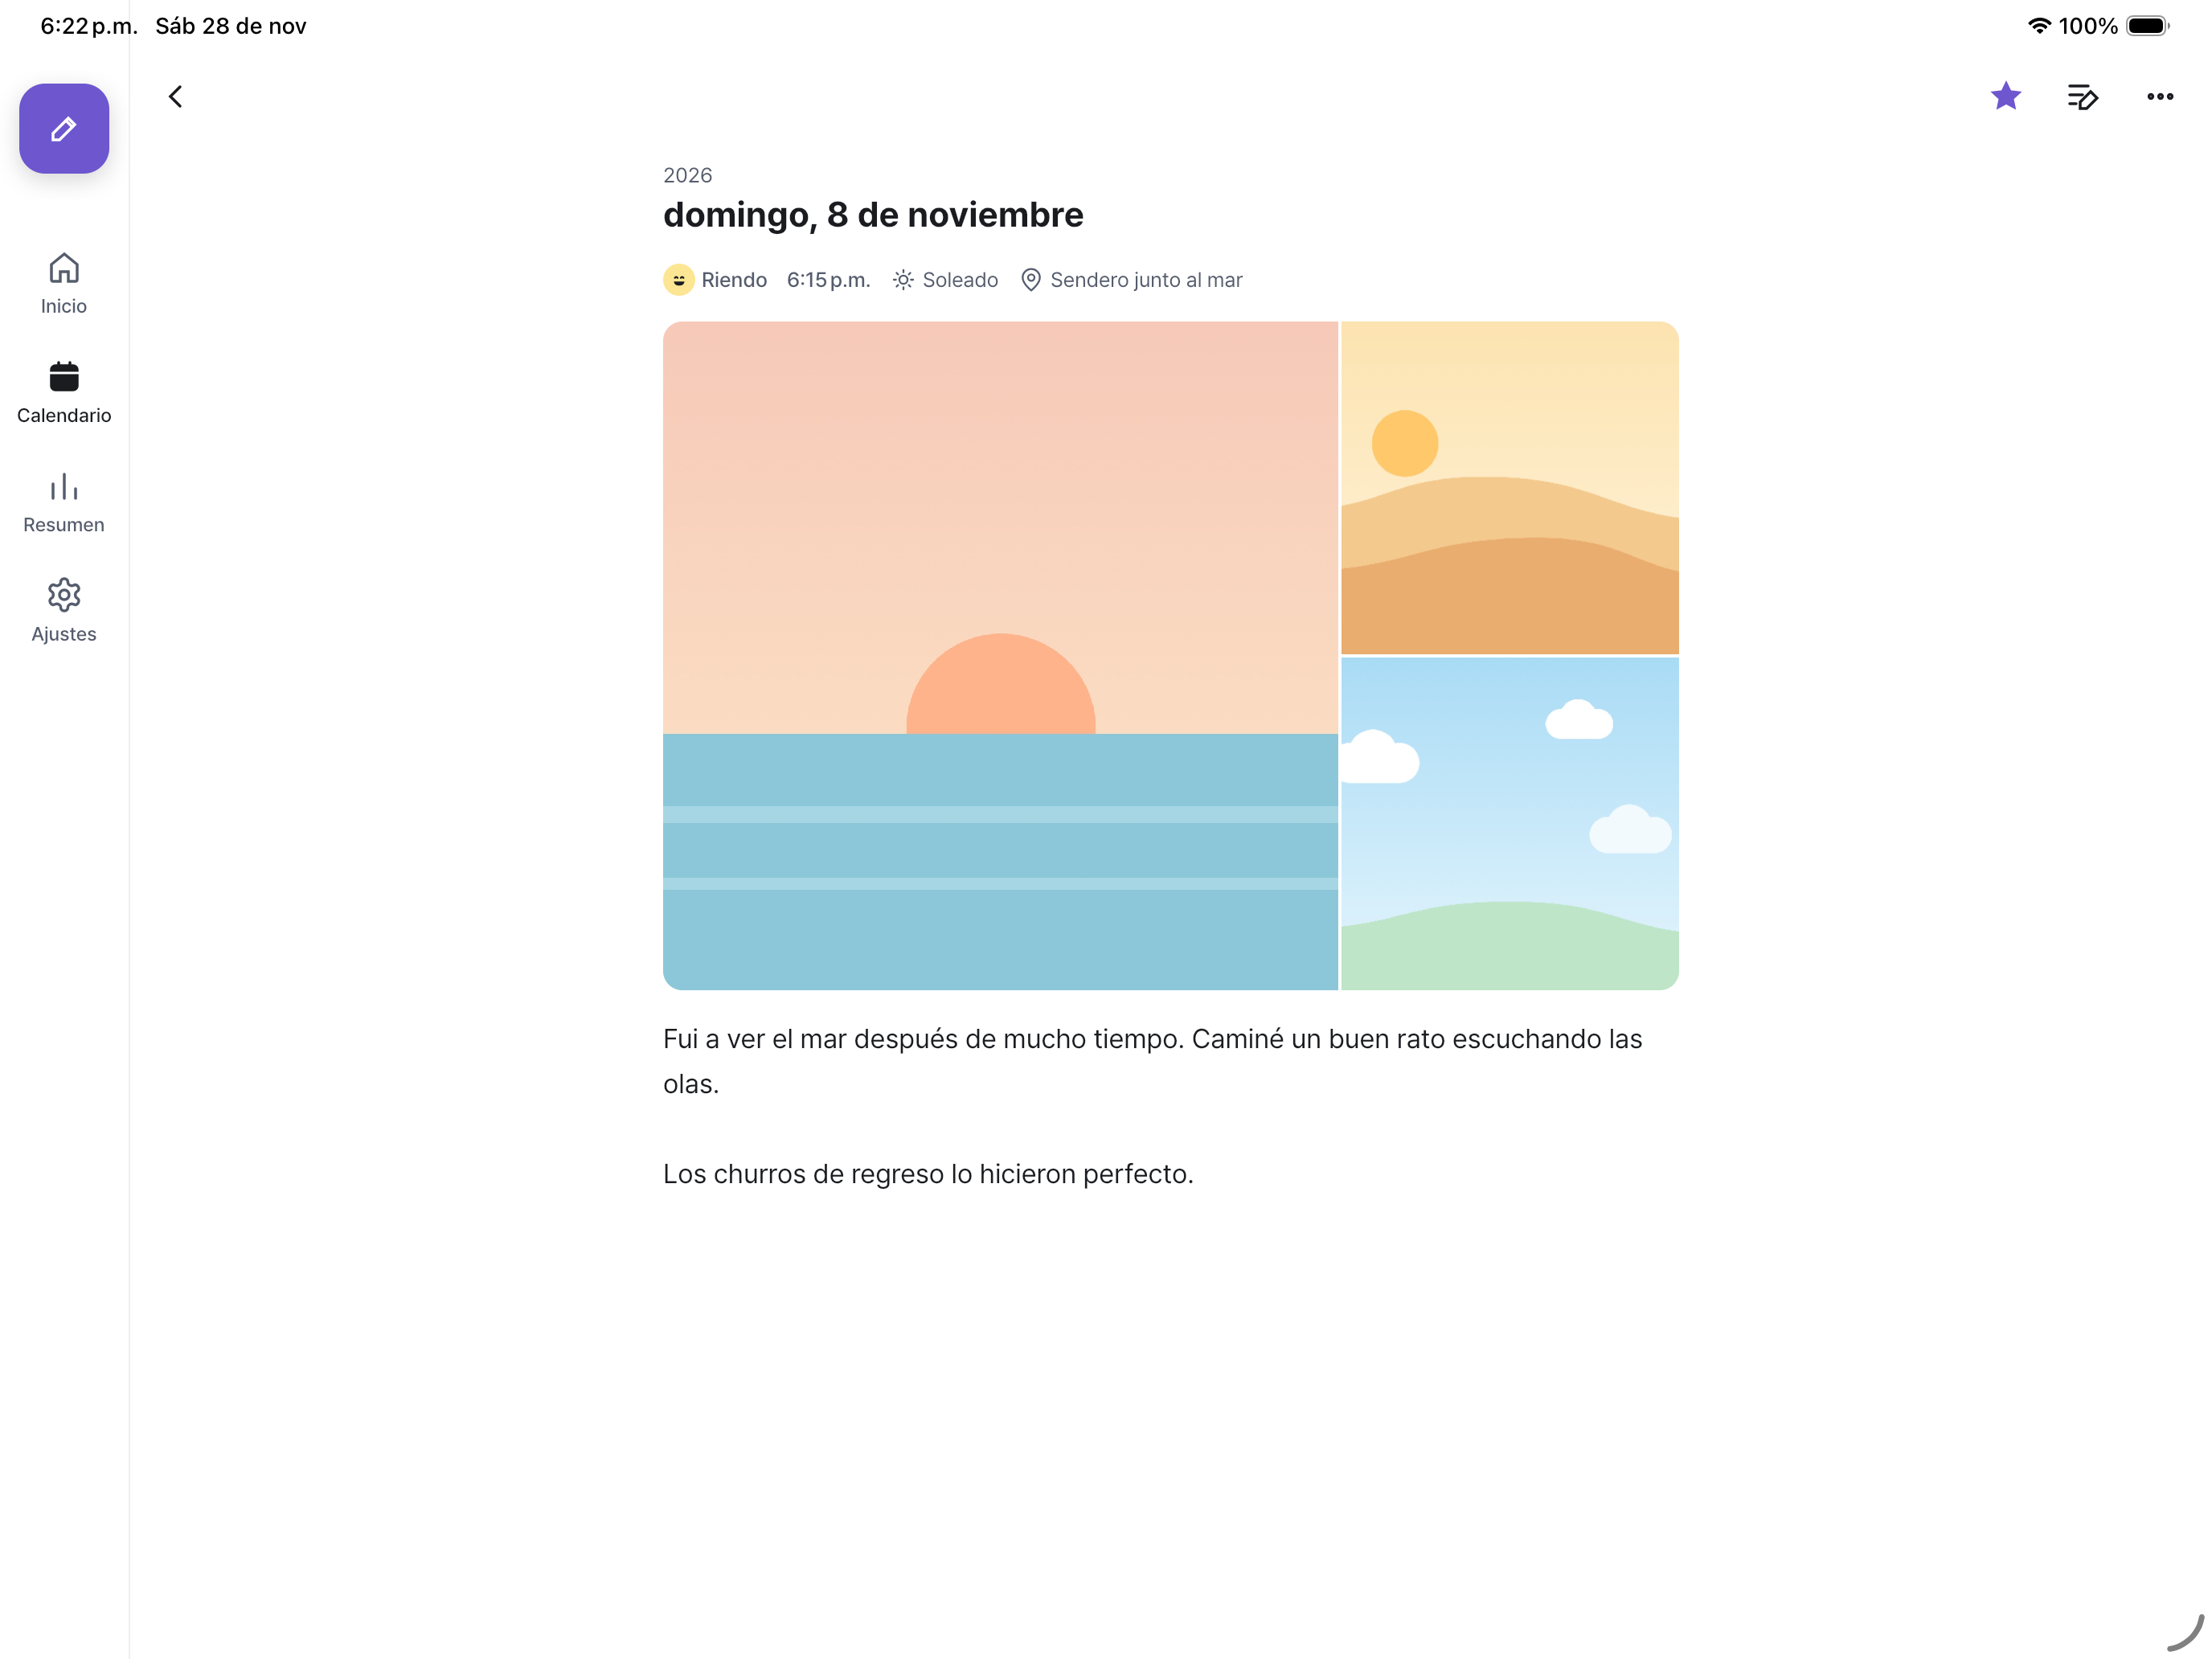 6:22 p.m. Sáb 28 de nov
100%
Inicio
Calendario
Resumen
Ajustes
2026
domingo, 8 de noviembre
Riendo 6:15 p.m. Soleado Sendero junto al mar
Fui a ver el mar después de mucho tiempo. Caminé un buen rato escuchando las
olas.
Los churros de regreso lo hicieron perfecto.